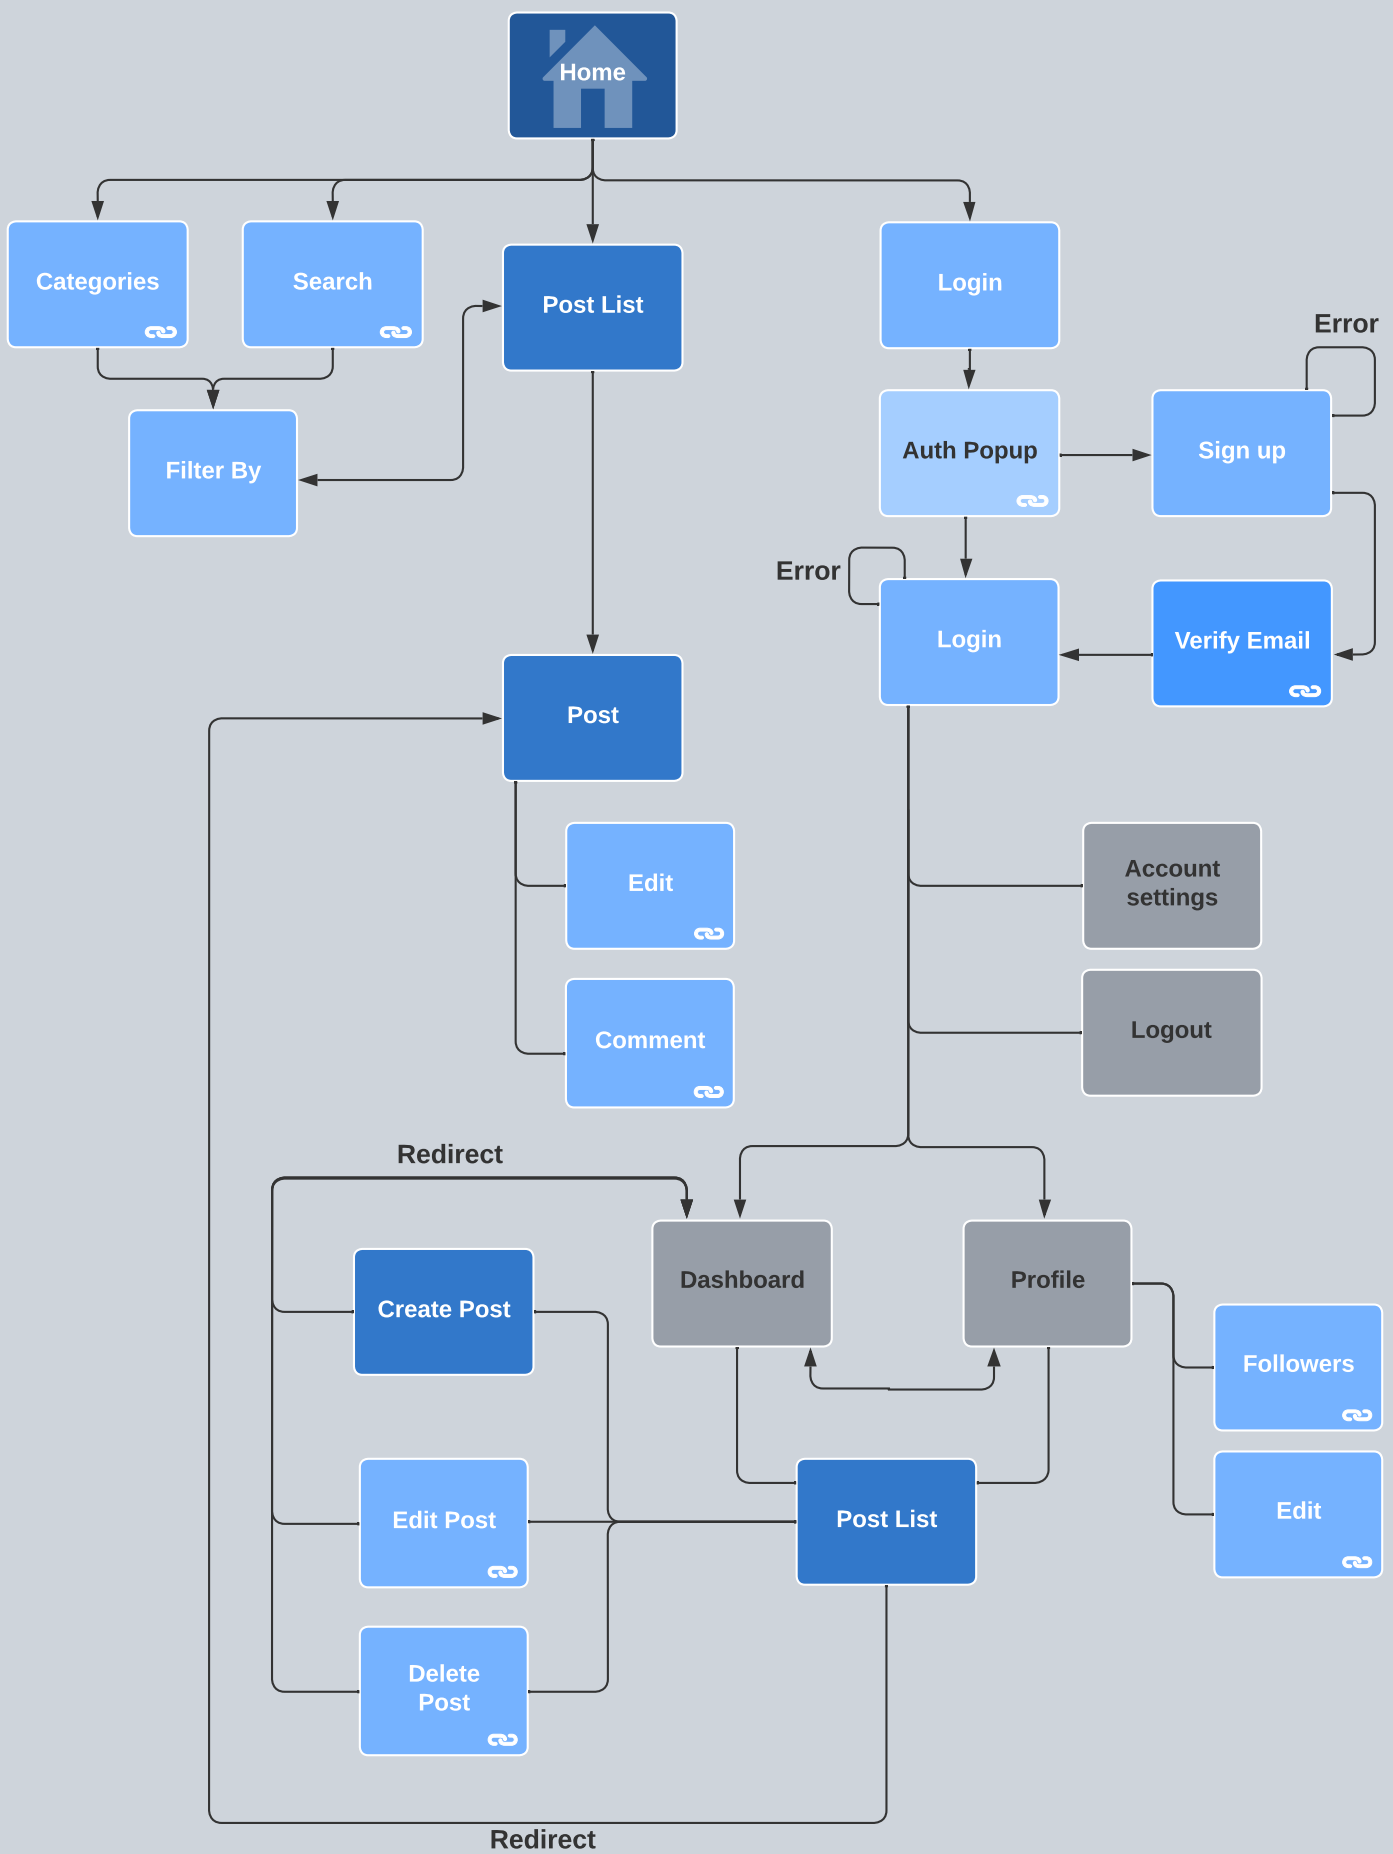 Home
Categories
Search
Post List
Login
Error
Filter By
Auth Popup
Sign up
Error
Login
Verify Email
Post
Edit
Account
settings
Comment
Logout
Redirect
Create Post
Dashboard
Profile
Followers
Edit Post
Post List
Edit
Delete
Post
Redirect